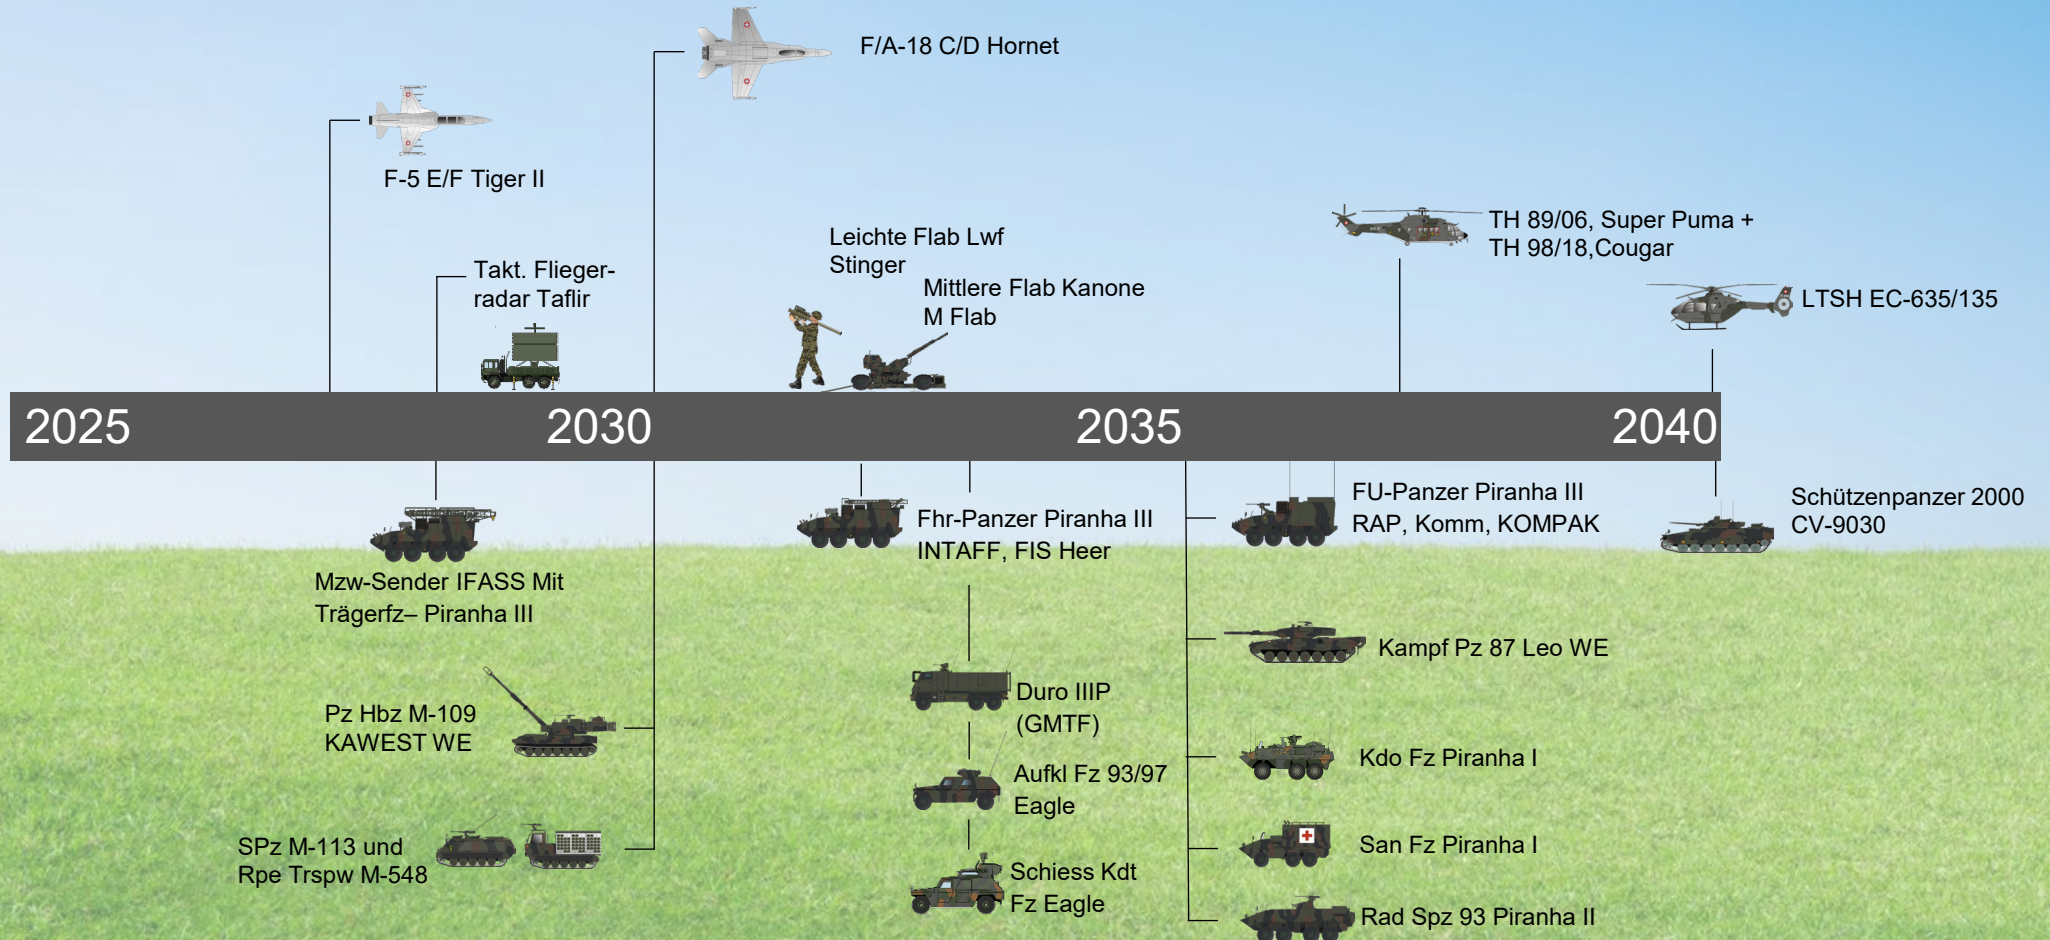 F/A-18 C/D Hornet
F-5 E/F Tiger II
TH 89/06, Super Puma +
TH 98/18,Cougar
Leichte Flab Lwf
Stinger
Takt. Flieger-
radar Taflir
Mittlere Flab Kanone
M Flab
LTSH EC-635/135
2025
2030
2035
2040
Mzw-Sender IFASS Mit
Trägerfz– Piranha III
Fhr-Panzer Piranha III
INTAFF, FIS Heer
FU-Panzer Piranha III
RAP, Komm, KOMPAK
Schützenpanzer 2000
CV-9030
Kampf Pz 87 Leo WE
Pz Hbz M-109
KAWEST WE
Duro IIIP
(GMTF)
Kdo Fz Piranha I
Aufkl Fz 93/97
Eagle
SPz M-113 und
Rpe Trspw M-548
San Fz Piranha I
Schiess Kdt
Fz Eagle
Rad Spz 93 Piranha II